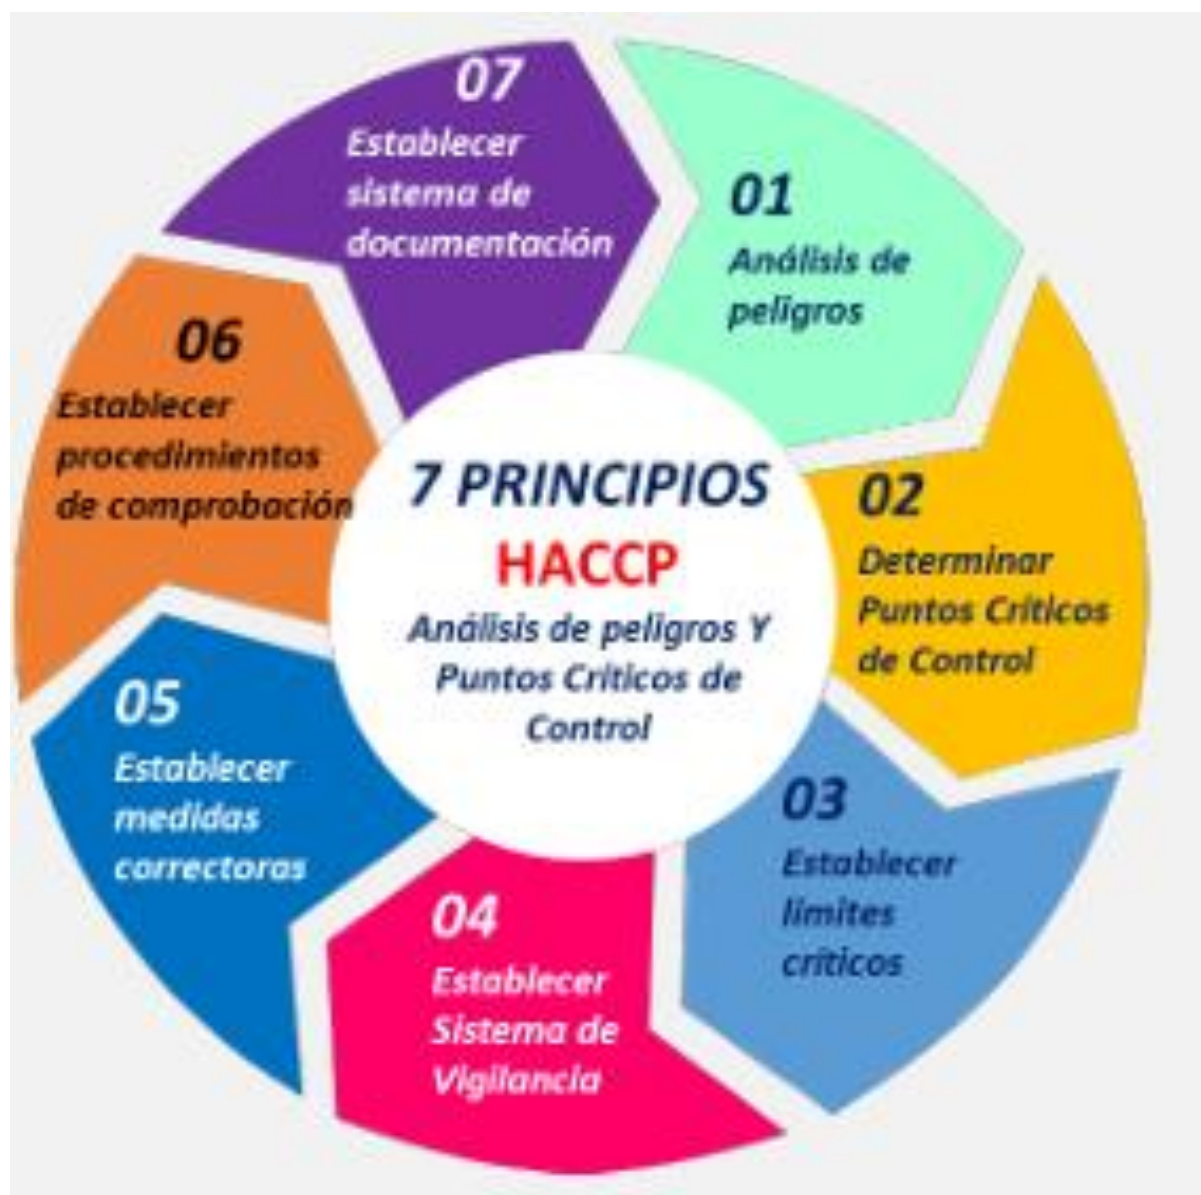 7 PRINCIPIOS
HACCP
Análisis de peligros Y
Puntos Críticos de
Control
01
Análisis de
peligros
02
Determinar
Puntos Críticos
de Control
03
Establecer
límites
críticos
04
Establecer
Sistema de
Vigilancia
05
Establecer
medidas
correctoras
06
Establecer
procedimientos
de comprobación
07
Establecer
sistema de
documentación